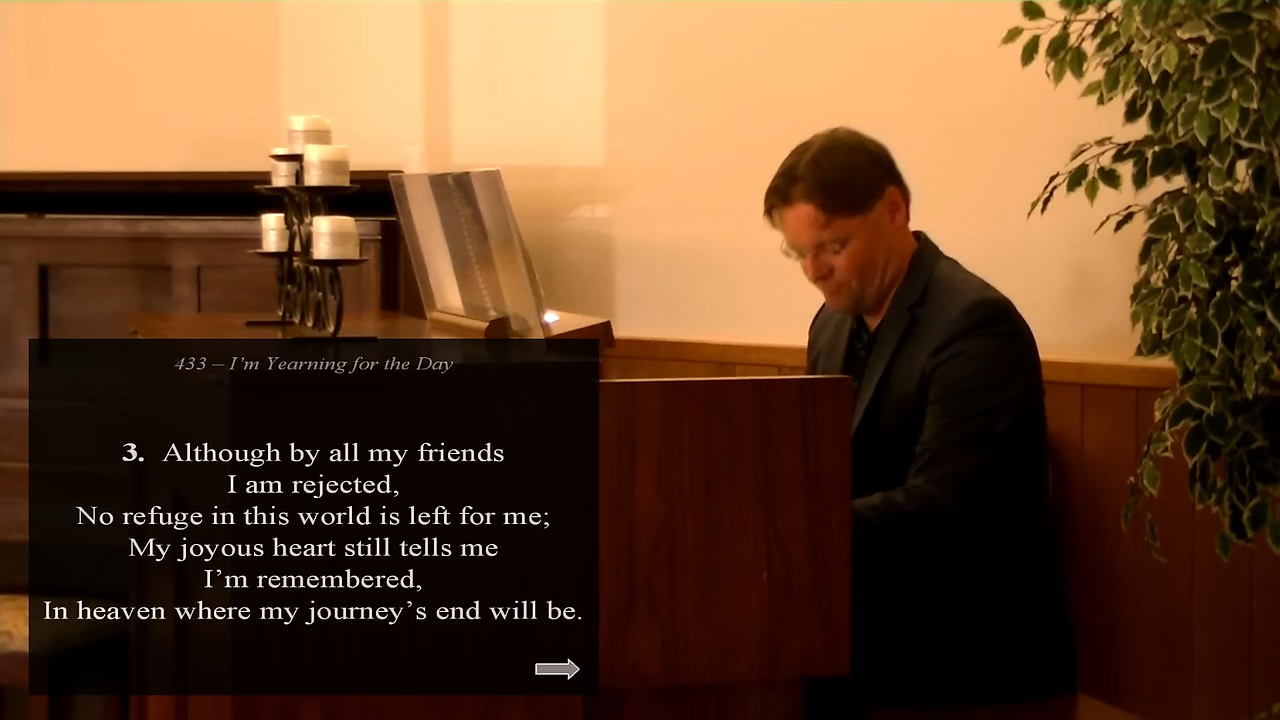 433 – I'm Yearning for the Day
3. Although by all my friends
I am rejected,
No refuge in this world is left for me;
My joyous heart still tells me
I'm remembered,
In heaven where my journey's end will be.